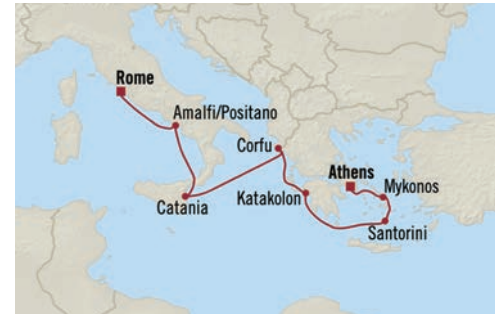 Rome
Amalfi/Positano
Corfu
Athens
Catania
Katakolon
Mykonos
Santorini